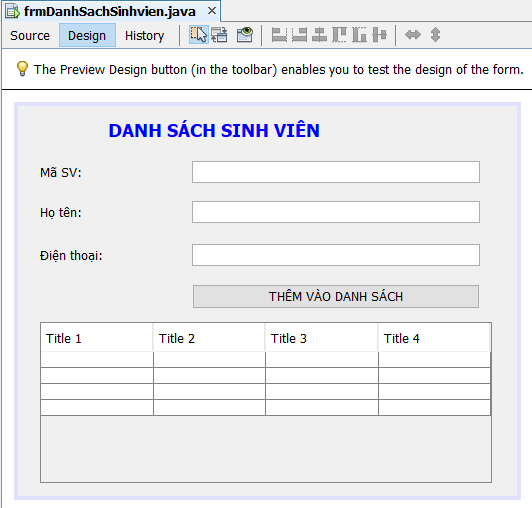 frmDanhSachSinhvien.java
Source Design History
The Preview Design button (in the toolbar) enables you to test the design of the form.
DANH SÁCH SINH VIÊN
Mã SV:
Họ tên:
Điện thoại:
THÊM VÀO DANH SÁCH
Title 1 Title 2 Title 3 Title 4